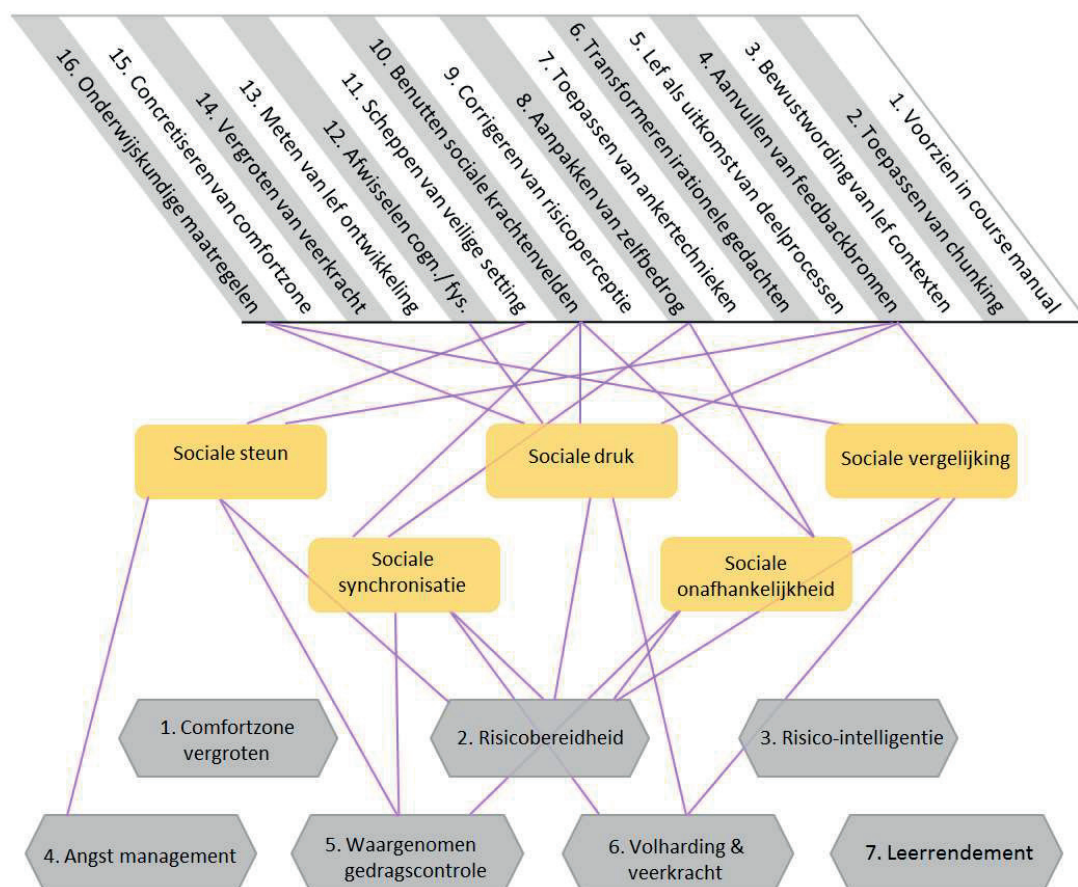 16. Onderwijskundige maatregelen
15. Concretiseren van comfortzone
14. Vergroten van veerkracht
13. Meten van lef ontwikkeling
12. Afwisselen cogn./ fys.
11. Scheppen van veilige setting
10. Benutten sociale krachtenvelden
9. Corrigeren van risicoperceptie
8. Aanpakken van zelfbedrog
7. Toepassen van ankertechnieken
6. Transformeren irationele gedachten
5. Lef als uitkomst van deelprocessen
4. Aanvullen van feedbackbronnen
3. Bewustwording van lef contexten
2. Toepassen van chunking
1. Voorzien in course manual
Sociale steun
Sociale druk
Sociale vergelijking
Sociale
synchronisatie
Sociale
onafhankelijkheid
1. Comfortzone
vergroten
2. Risicobereidheid
3. Risico-intelligentie
4. Angst management
5. Waargenomen
gedragscontrole
6. Volharding &
veerkracht
7. Leerrendement